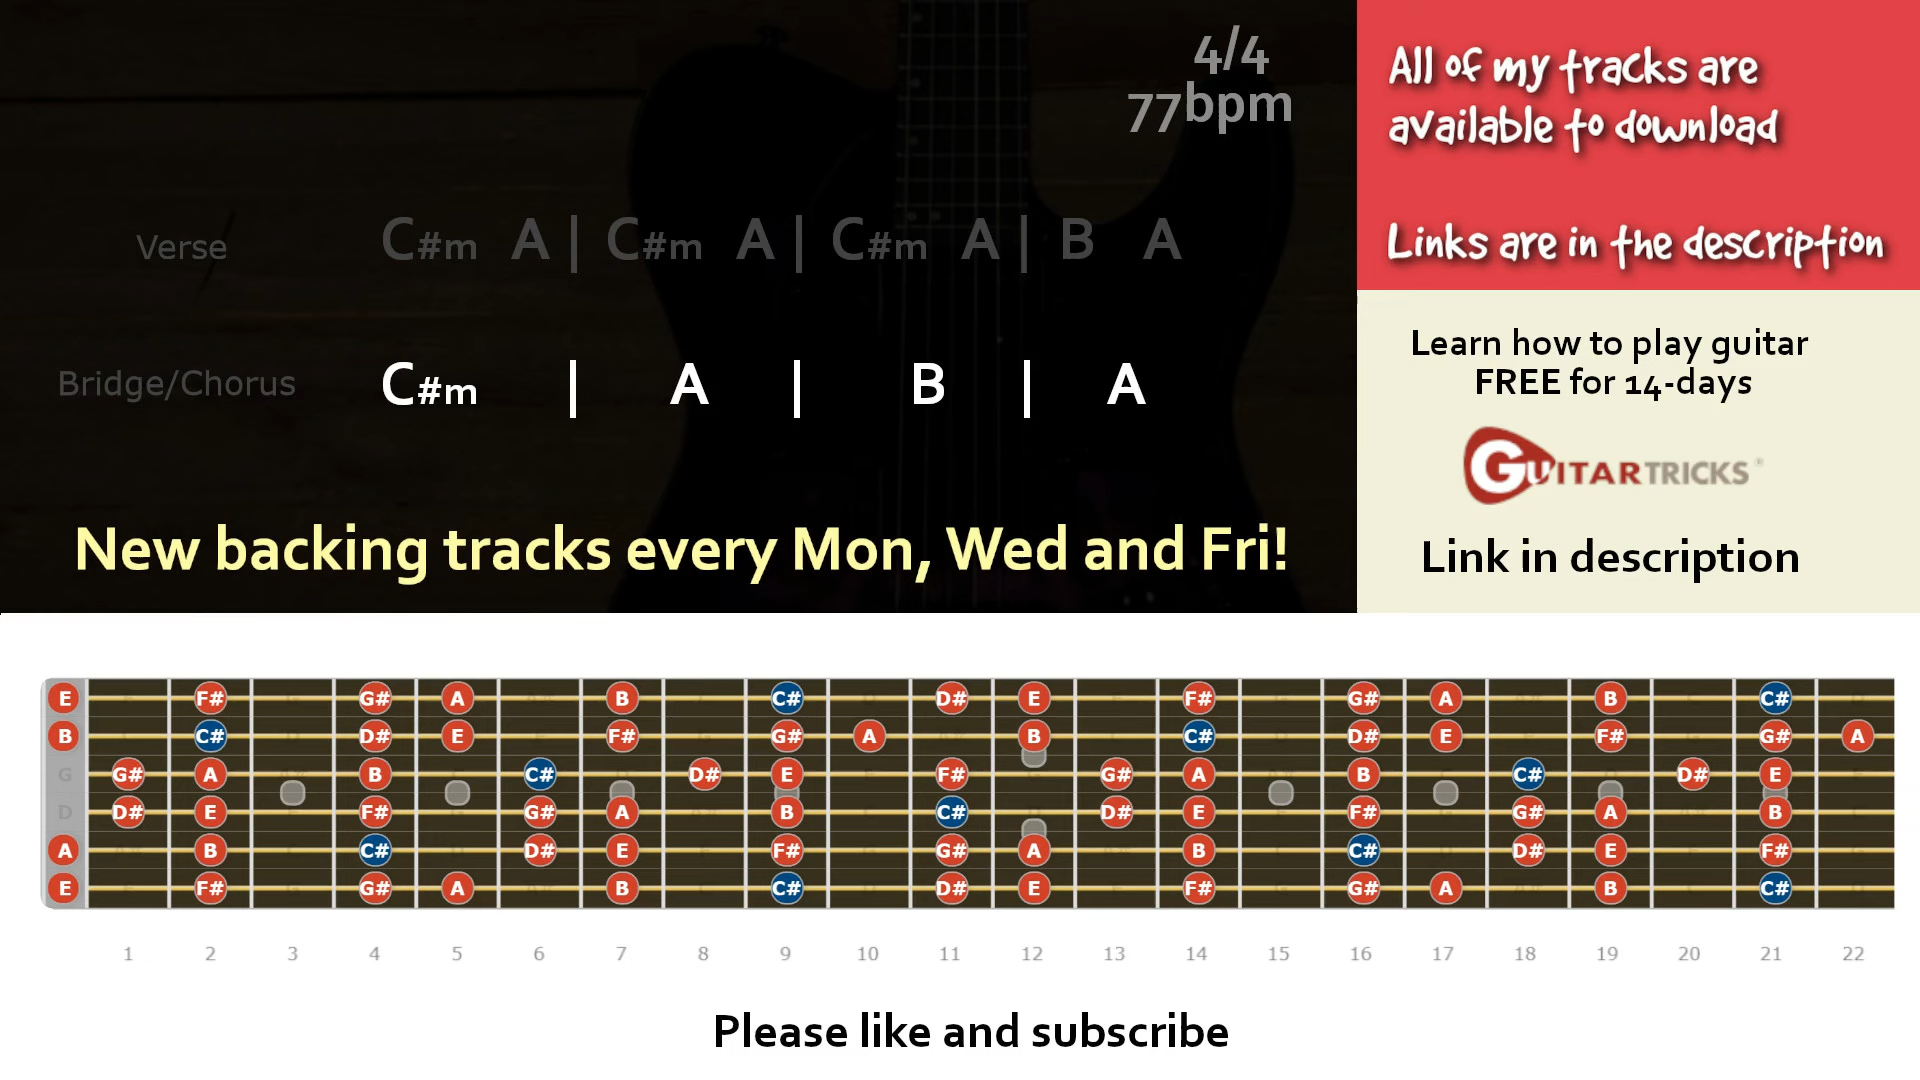 4/4
77bpm
Verse C#m A | C#m A | C#m A | B A
Bridge/Chorus C#m | A | B | A
New backing tracks every Mon, Wed and Fri!
All of my tracks are
available to download
Links are in the description
Learn how to play guitar
FREE for 14-days
GUITARTRICKS
Link in description
E F# G# A B C# D# E F# G# A B C#
B C# D# E F# G# A B C# D# E F# G# A
G G# A B C# D# E F# G# A B C# D# E
D D# E F# G# A B C# D# E F# G# A B
A B C# D# E F# G# A B C# D# E F#
E F# G# A B C# D# E F# G# A B C#
1 2 3 4 5 6 7 8 9 10 11 12 13 14 15 16 17 18 19 20 21 22
Please like and subscribe